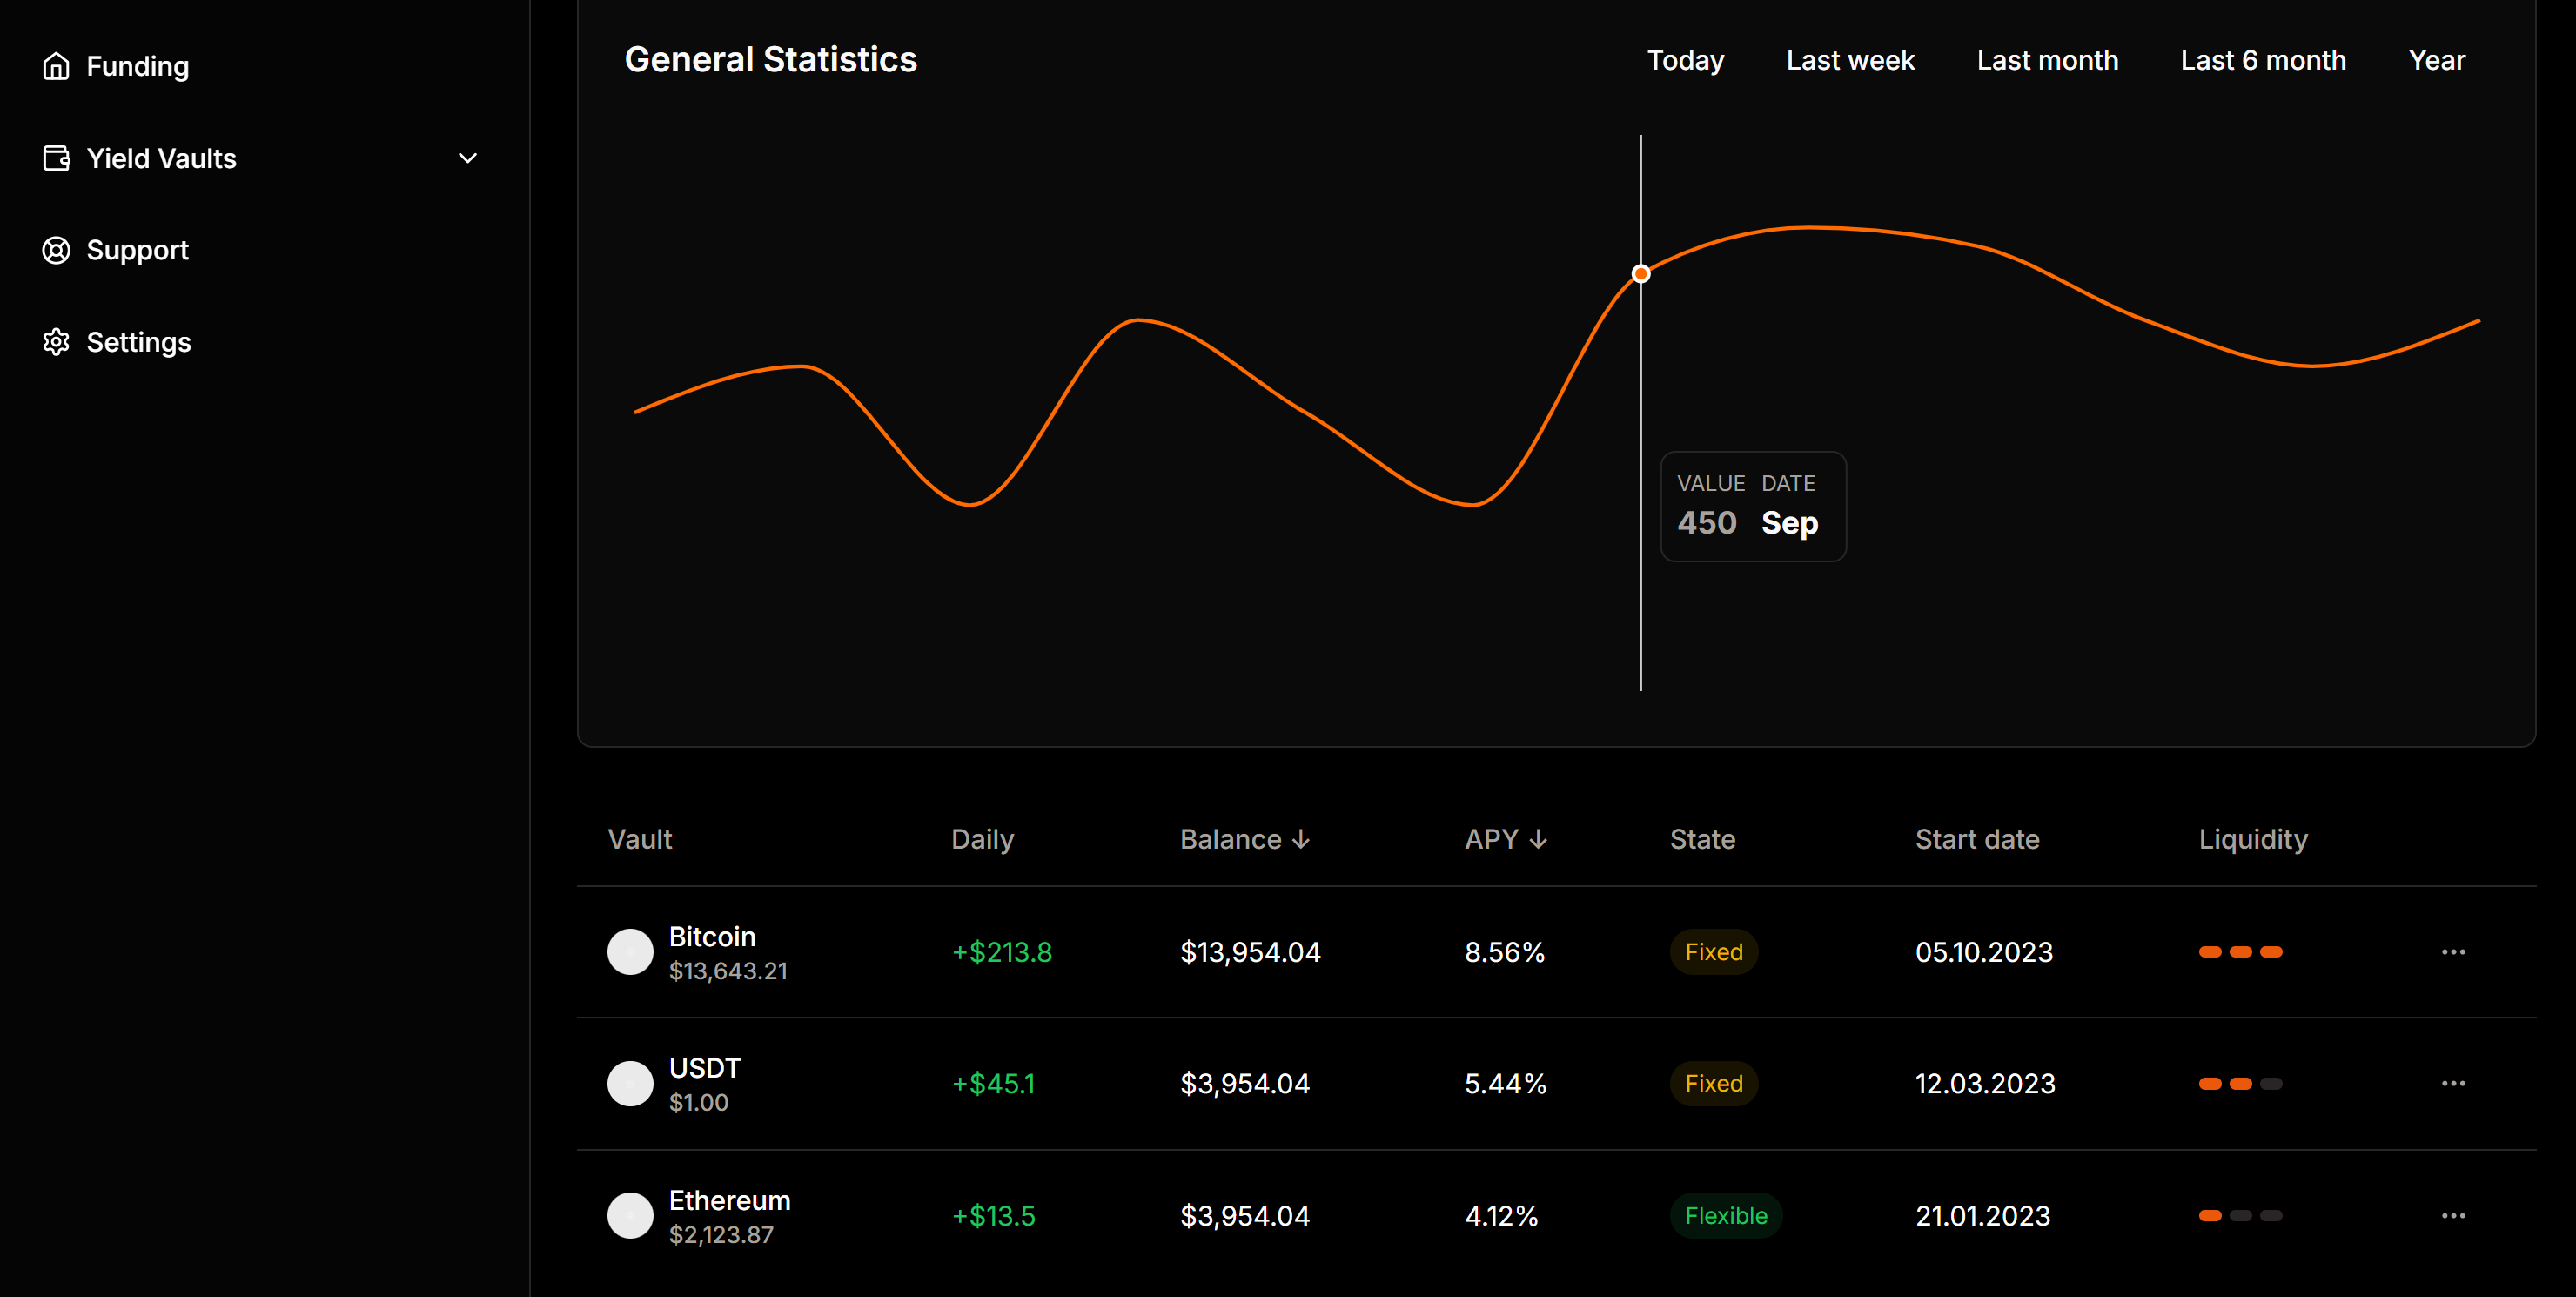 Funding
Yield Vaults
Support
Settings
General Statistics
Today Last week Last month Last 6 month Year
VALUE DATE
450 Sep
Vault Daily Balance ↓ APY ↓ State Start date Liquidity
Bitcoin
$13,643.21
+$213.8 $13,954.04 8.56% Fixed 05.10.2023
USDT
$1.00
+$45.1 $3,954.04 5.44% Fixed 12.03.2023
Ethereum
$2,123.87
+$13.5 $3,954.04 4.12% Flexible 21.01.2023